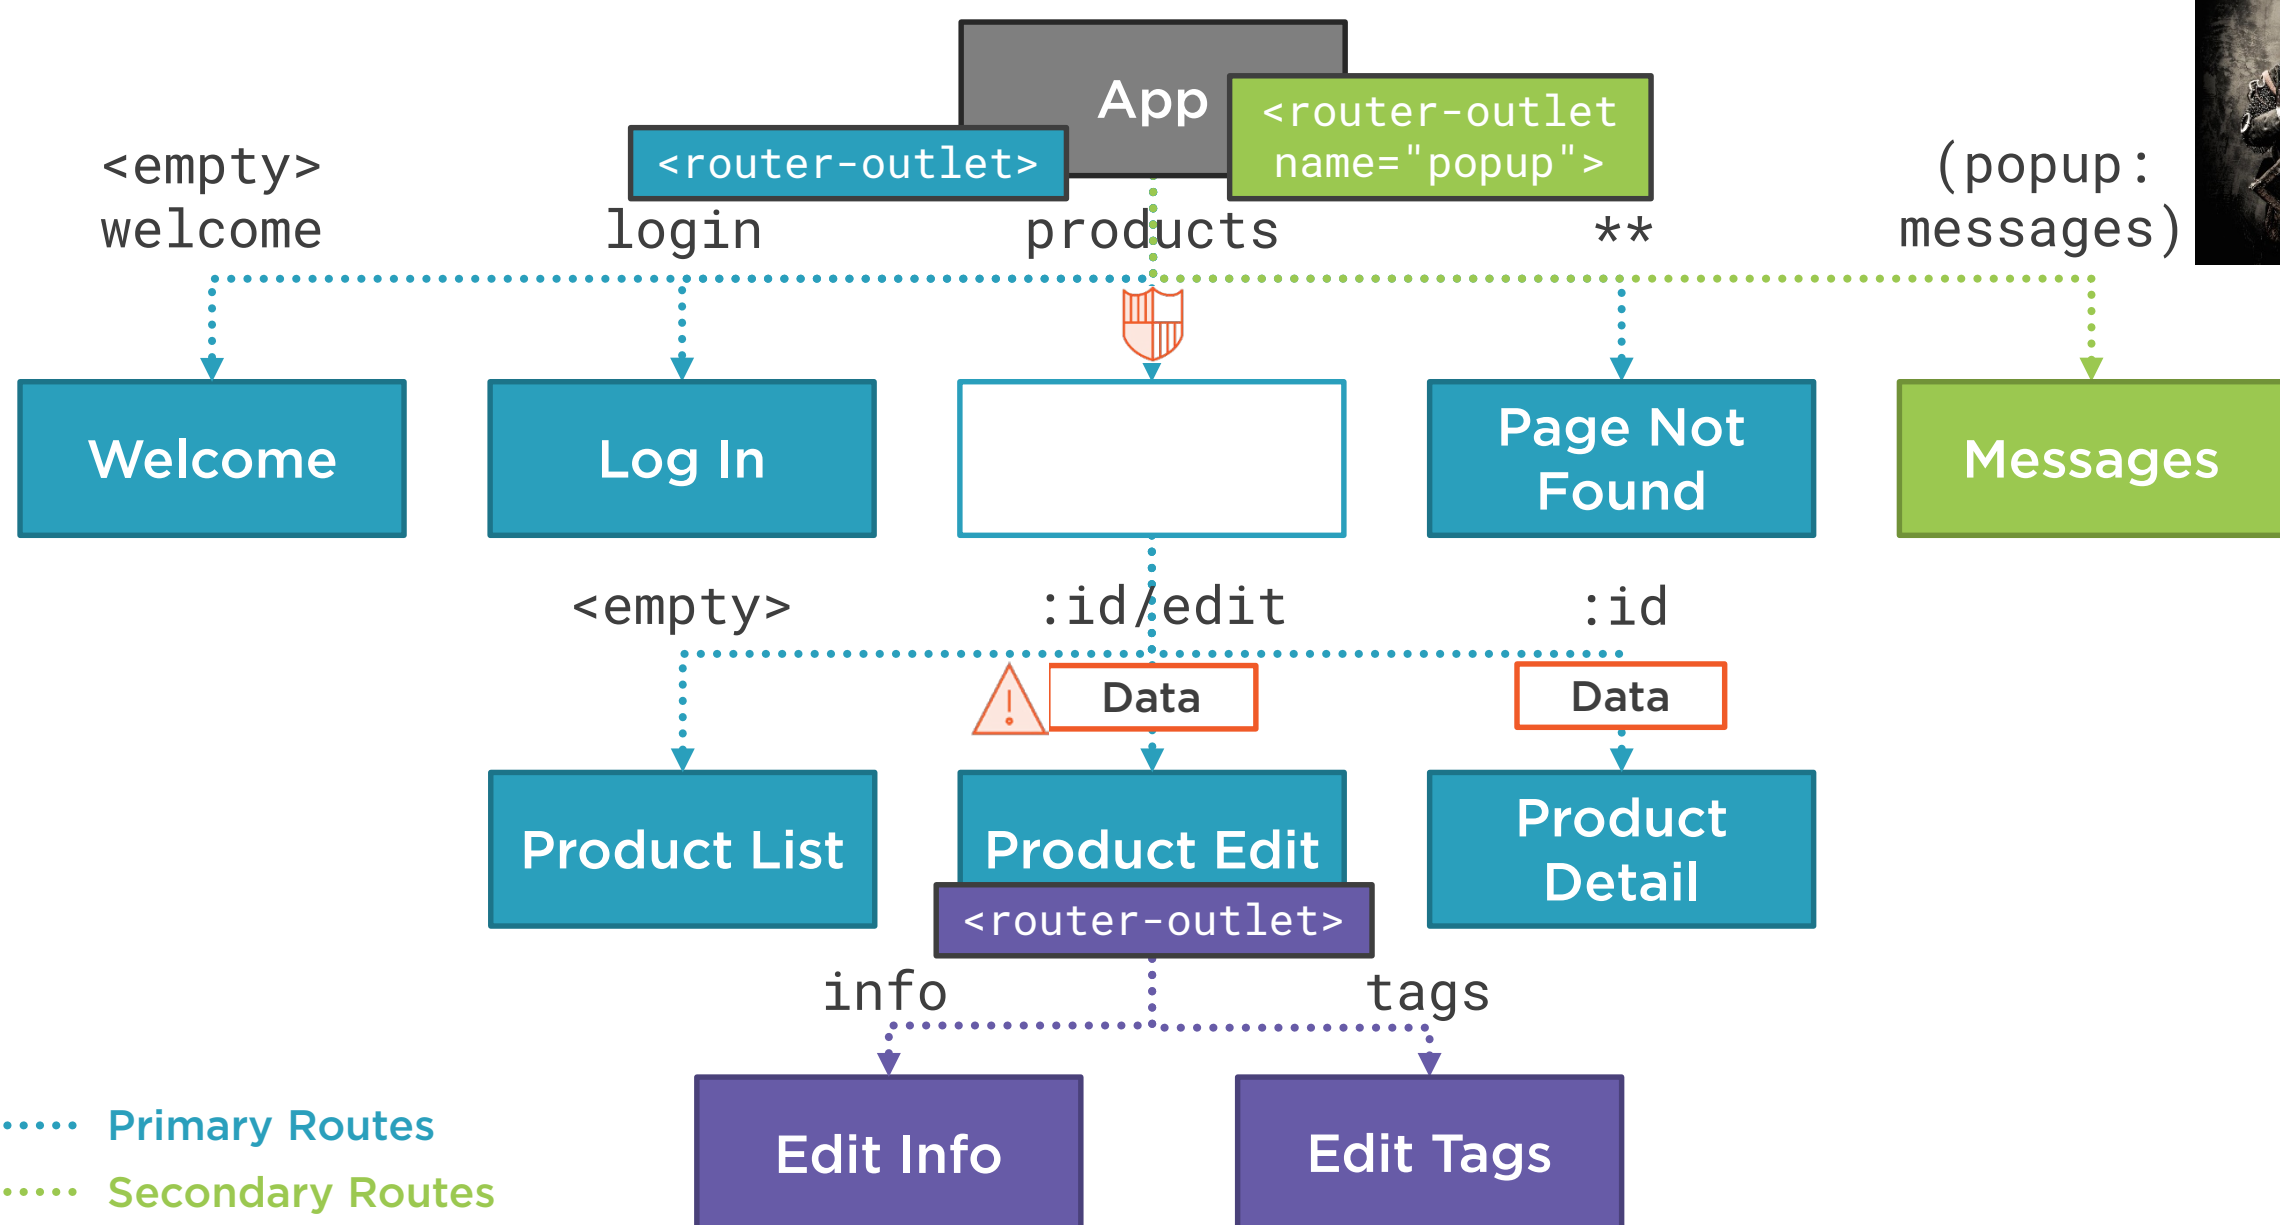 App
<router-outlet>
<router-outlet
name="popup">
<empty>
welcome
login
products
**
(popup:
messages)
Welcome
Log In
Page Not
Found
Messages
<empty>
:id/edit
:id
Data
Data
Product List
Product Edit
Product
Detail
<router-outlet>
info
tags
Edit Info
Edit Tags
Primary Routes
Secondary Routes